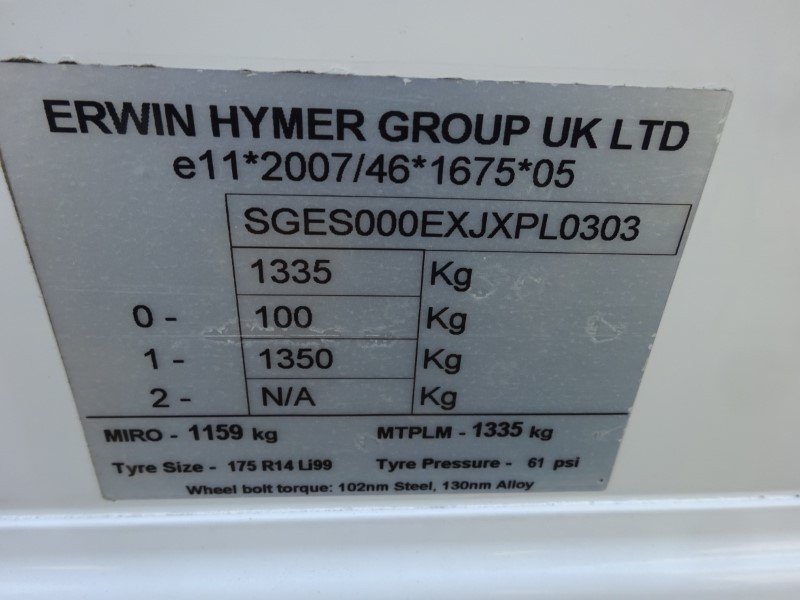 ERWIN HYMER GROUP UK LTD
e11*2007/46*1675*05
SGES000EXJXPL0303
1335 Kg
0 - 100 Kg
1 - 1350 Kg
2 - N/A Kg
MIRO - 1159 kg MTPLM - 1335 kg
Tyre Size - 175 R14 Li99 Tyre Pressure - 61 psi
Wheel bolt torque: 102nm Steel, 130nm Alloy